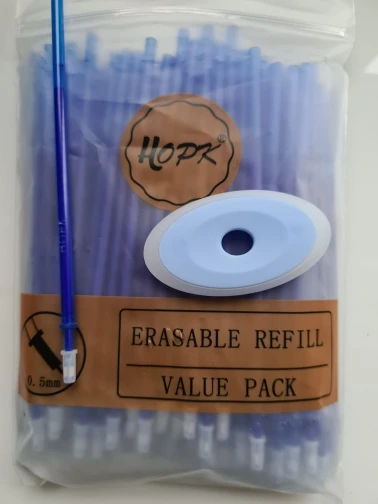 HOPK®
ERASABLE REFILL
0.5mm
VALUE PACK